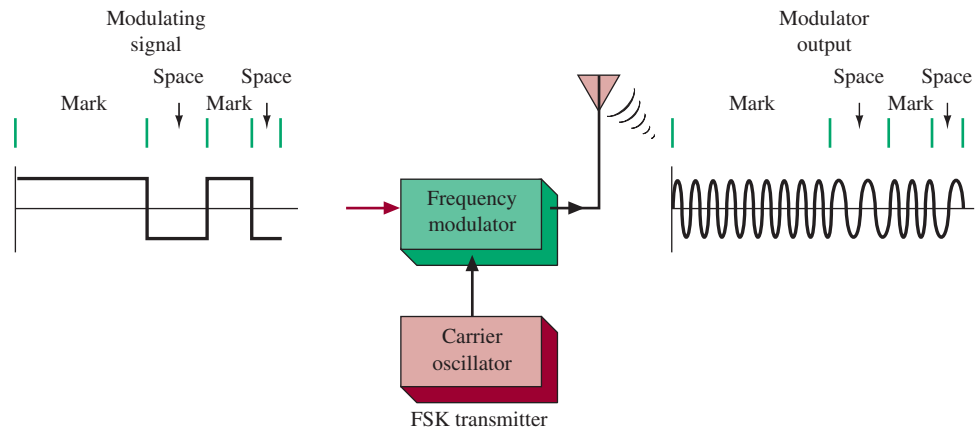 Modulating
signal
Space
Space
Mark
Mark
Frequency
modulator
Carrier
oscillator
FSK transmitter
Modulator
output
Space
Space
Mark
Mark